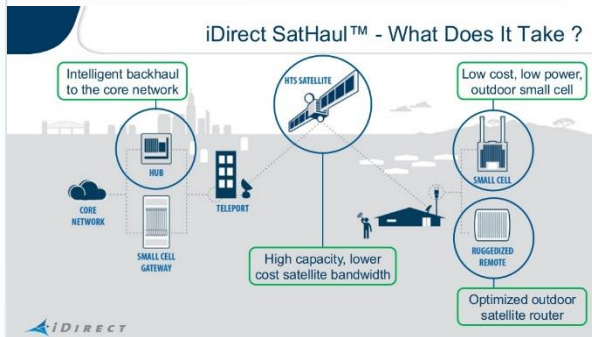 iDirect SatHaul™ - What Does It Take ?
Intelligent backhaul
to the core network
HTS SATELLITE
Low cost, low power,
outdoor small cell
HUB
TELEPORT
SMALL CELL
CORE
NETWORK
SMALL CELL
GATEWAY
High capacity, lower
cost satellite bandwidth
RUGGEDIZED
REMOTE
Optimized outdoor
satellite router
iDIRECT